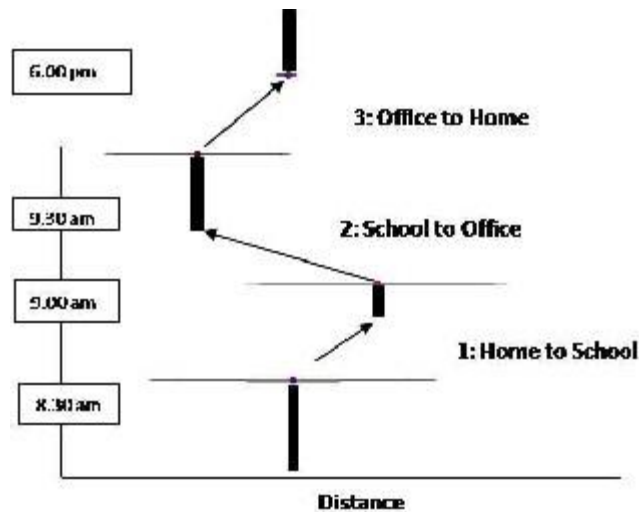 6.00 pm
3: Office to Home
9.30 am
2: School to Office
9.00 am
1: Home to School
8.30 am
Distance